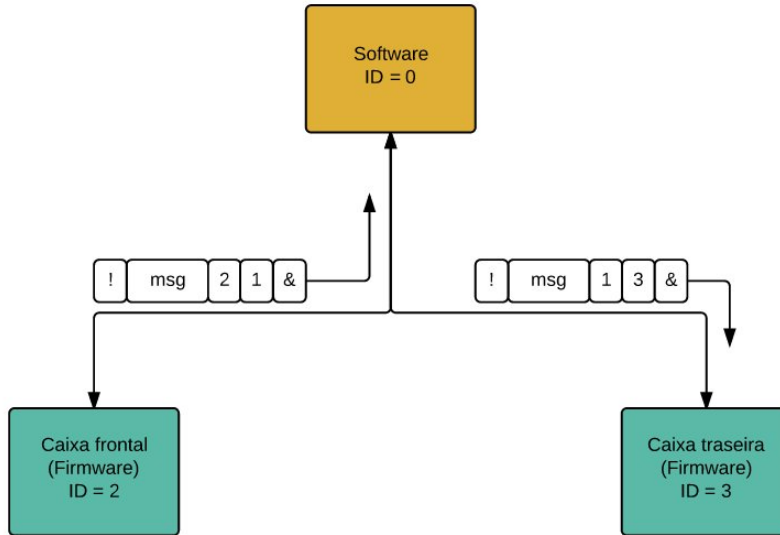 Software
ID = 0
! msg 2 1 &
! msg 1 3 &
Caixa frontal
(Firmware)
ID = 2
Caixa traseira
(Firmware)
ID = 3